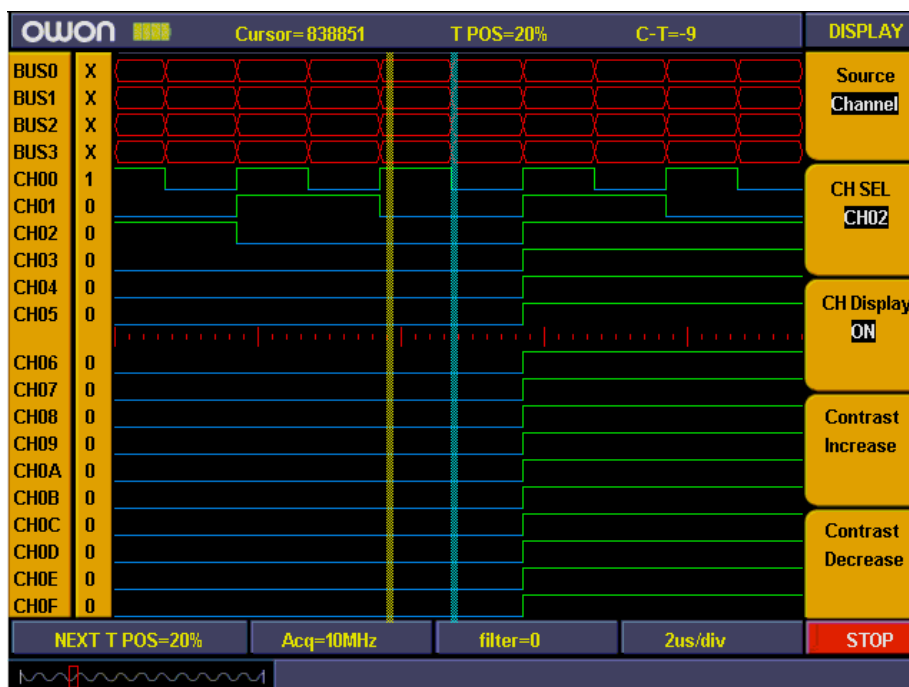 owon Cursor=838851 T POS=20% C-T=-9 DISPLAY
BUS0 X
BUS1 X
BUS2 X
BUS3 X
CH00 1
CH01 0
CH02 0
CH03 0
CH04 0
CH05 0
CH06 0
CH07 0
CH08 0
CH09 0
CH0A 0
CH0B 0
CH0C 0
CH0D 0
CH0E 0
CH0F 0
Source
Channel
CH SEL
CH02
CH Display
ON
Contrast
Increase
Contrast
Decrease
NEXT T POS=20% Acq=10MHz filter=0 2us/div STOP